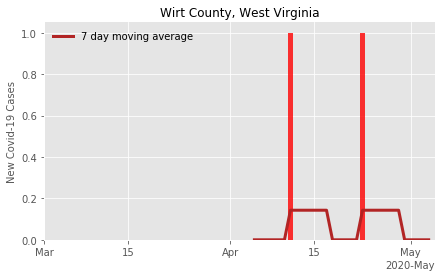 Wirt County, West Virginia
7 day moving average
New Covid-19 Cases
1.0
0.8
0.6
0.4
0.2
0.0
Mar 15 Apr 15 May
2020-May